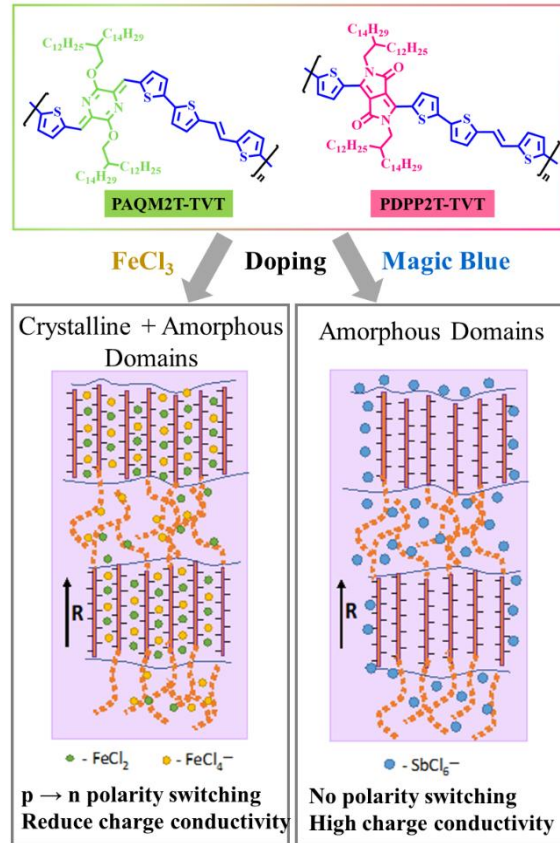 C14H29
C12H25
O
S
N
N
S
S
S
O
n
C12H25
C14H29
PAQM2T-TVT
C14H29
C12H25
N
O
S
S
S
S
O
N
n
C12H25
C14H29
PDPP2T-TVT
FeCl3 Doping Magic Blue
Crystalline + Amorphous
Domains
R
- FeCl2 - FeCl4−
p → n polarity switching
Reduce charge conductivity
Amorphous Domains
R
- SbCl6−
No polarity switching
High charge conductivity